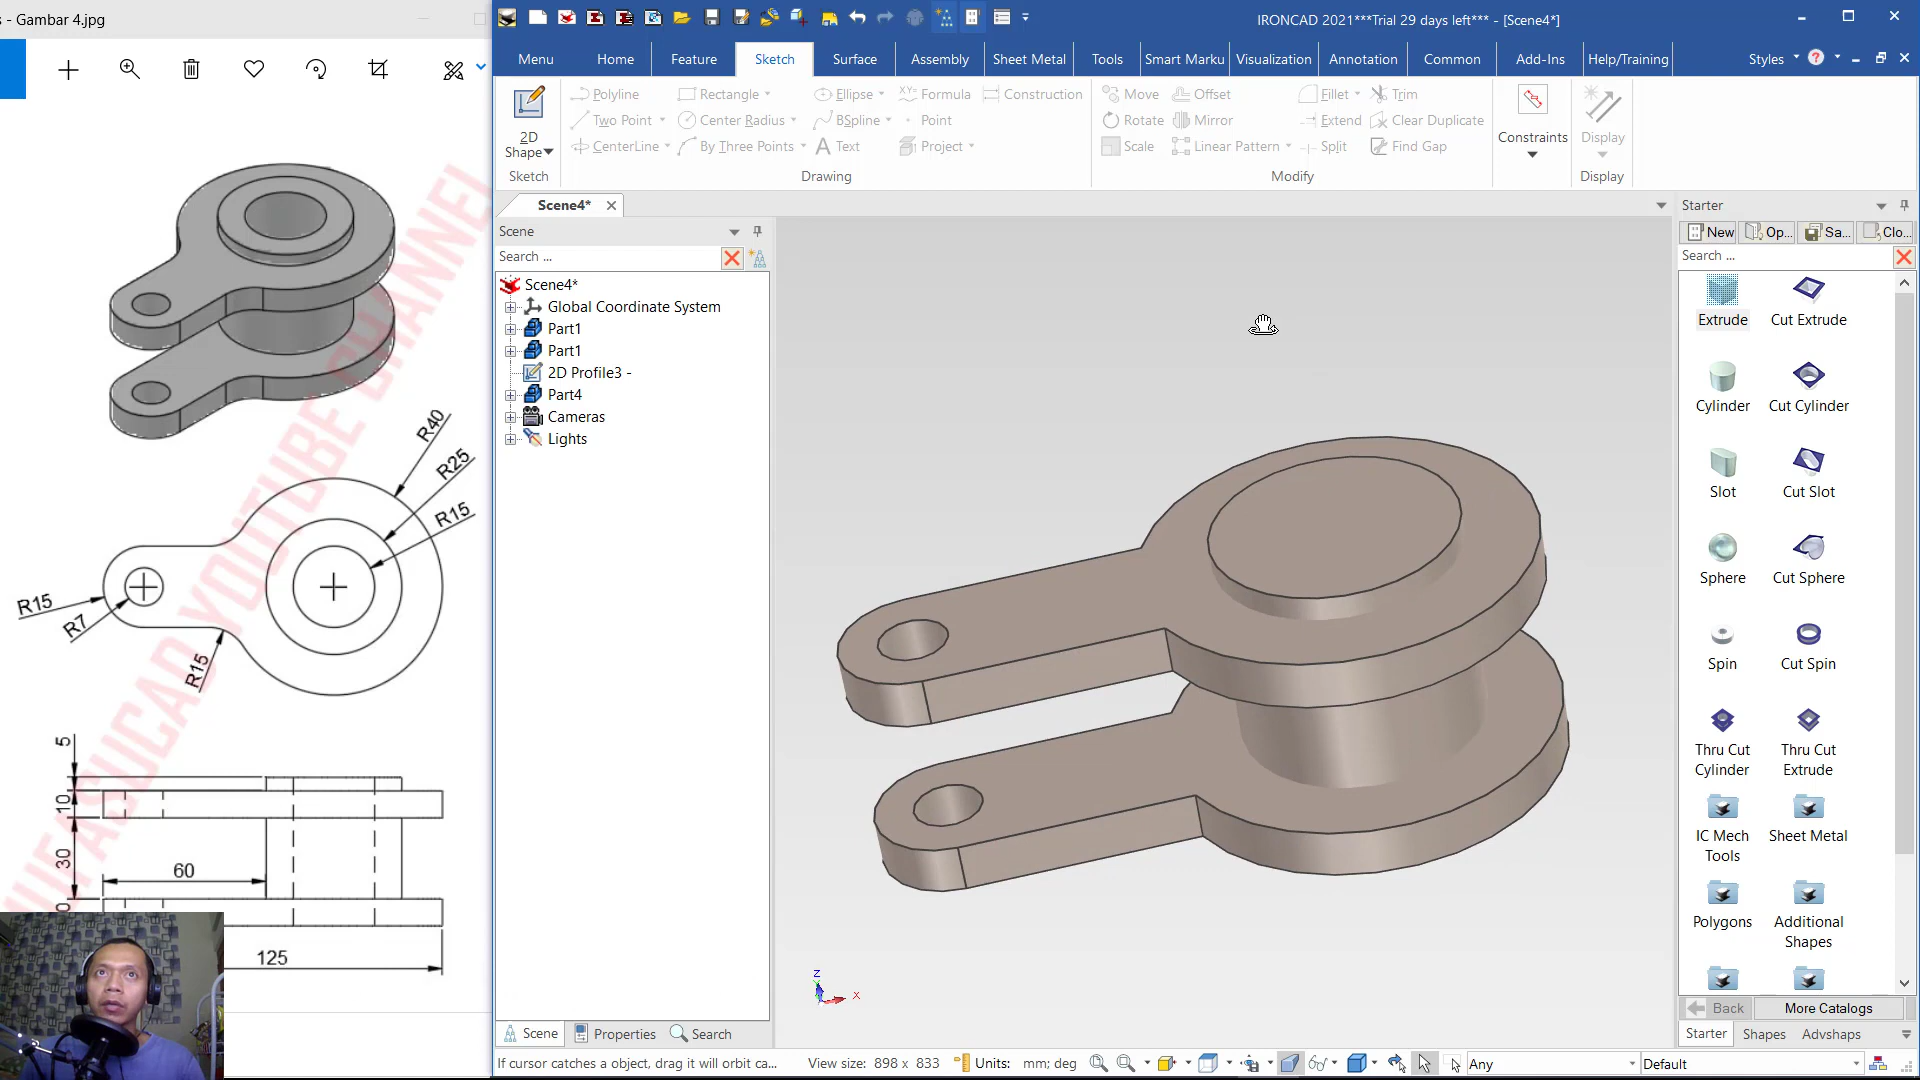 s - Gambar 4.jpg
IRONCAD 2021***Trial 29 days left*** - [Scene4*]
Menu Home Feature Sketch Surface Assembly Sheet Metal Tools Smart Marku Visualization Annotation Common Add-Ins Help/Training Styles
2D Shape
Polyline Rectangle Ellipse Formula Construction
Two Point Center Radius BSpline Point
CenterLine By Three Points Text Project
Move Offset Fillet Trim
Rotate Mirror Extend Clear Duplicate
Scale Linear Pattern Split Find Gap
Constraints
Display
Sketch Drawing Modify Display
Scene4*
Scene
Search ...
Scene4*
Global Coordinate System
Part1
Part1
2D Profile3 -
Part4
Cameras
Lights
Scene Properties Search
Z
X
Starter
New Op... Sa... Clo...
Search ...
Extrude Cut Extrude
Cylinder Cut Cylinder
Slot Cut Slot
Sphere Cut Sphere
Spin Cut Spin
Thru Cut Cylinder
Thru Cut Extrude
IC Mech Tools
Sheet Metal
Polygons
Additional Shapes
Back More Catalogs
Starter Shapes Advshaps
R40
R25
R15
R15
R7
R15
5
10
30
60
125
MUFASUCAD YOUTUBE CHANNEL
If cursor catches a object, drag it will orbit ca... View size: 898 x 833 Units: mm; deg Any Default